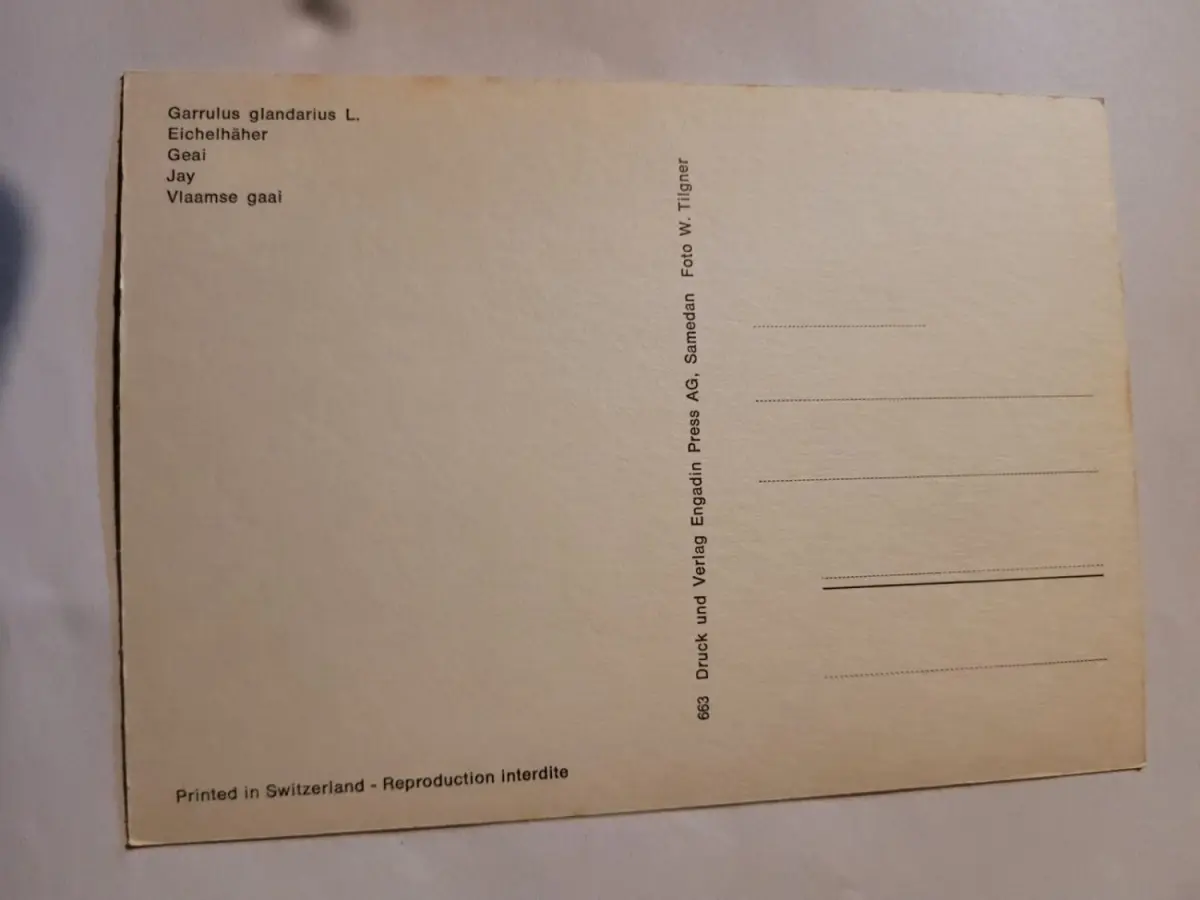 Garrulus glandarius L.
Eichelhäher
Geai
Jay
Vlaamse gaai
663 Druck und Verlag Engadin Press AG, Samedan Foto W. Tilgner
Printed in Switzerland - Reproduction interdite